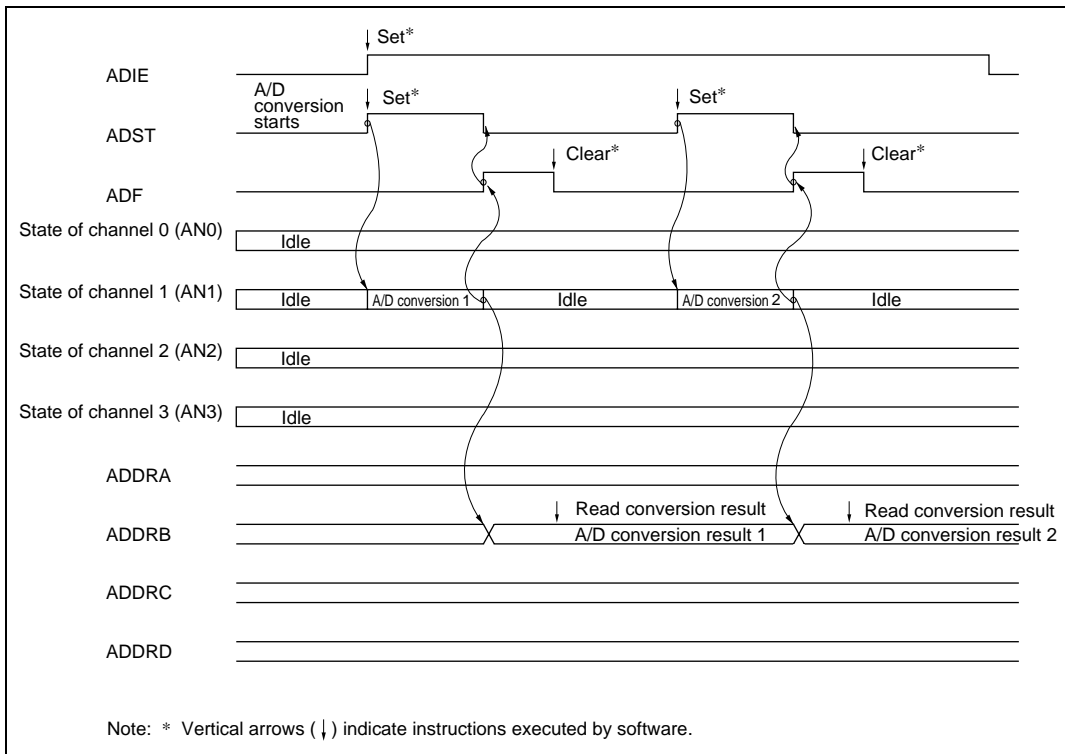 Set*
ADIE
A/D
conversion
starts
Set*
Set*
ADST
Clear*
Clear*
ADF
State of channel 0 (AN0)
Idle
State of channel 1 (AN1)
Idle
A/D conversion 1
Idle
A/D conversion 2
Idle
State of channel 2 (AN2)
Idle
State of channel 3 (AN3)
Idle
ADDRA
Read conversion result
Read conversion result
ADDRB
A/D conversion result 1
A/D conversion result 2
ADDRC
ADDRD
Note: * Vertical arrows (↓) indicate instructions executed by software.